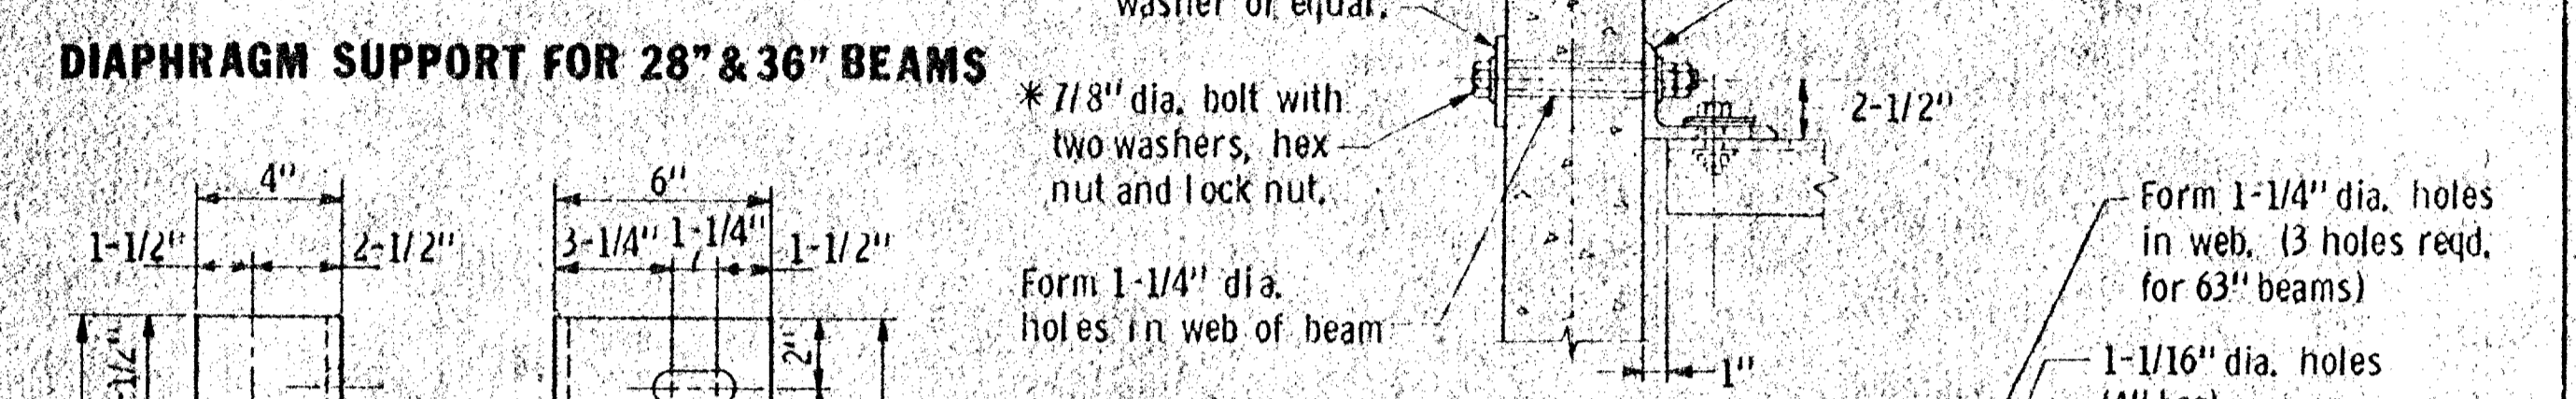 washer or equal.
DIAPHRAGM SUPPORT FOR 28" & 36" BEAMS
* 7/8" dia. bolt with
two washers, hex
nut and lock nut.
2-1/2"
4"
6"
1-1/2"
2-1/2"
3-1/4"
1-1/4"
1-1/2"
Form 1-1/4" dia.
holes in web of beam
Form 1-1/4" dia. holes
in web. (3 holes reqd.
for 63" beams)
2"
1"
1-1/16" dia. holes